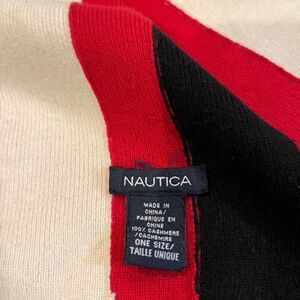 NAUTICA
MADE IN
CHINA/
FABRIQUE EN
CHINE
100% CASHMERE
/CACHEMIRE
ONE SIZE/
TAILLE UNIQUE